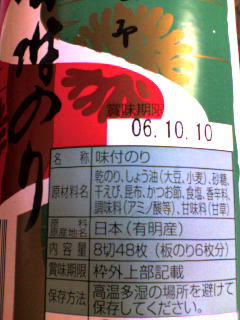 味付のり
賞味期限
06.10.10
名称 味付のり
原材料名 乾のり、しょう油(大豆、小麦)、砂糖、
干えび、昆布、かつお節、食塩、香辛料、
調味料(アミノ酸等)、甘味料(甘草)
原料原産地名 日本(有明産)
内容量 8切48枚(板のり6枚分)
賞味期限 枠外上部記載
保存方法 高温多湿の場所を避けて
保存してください。